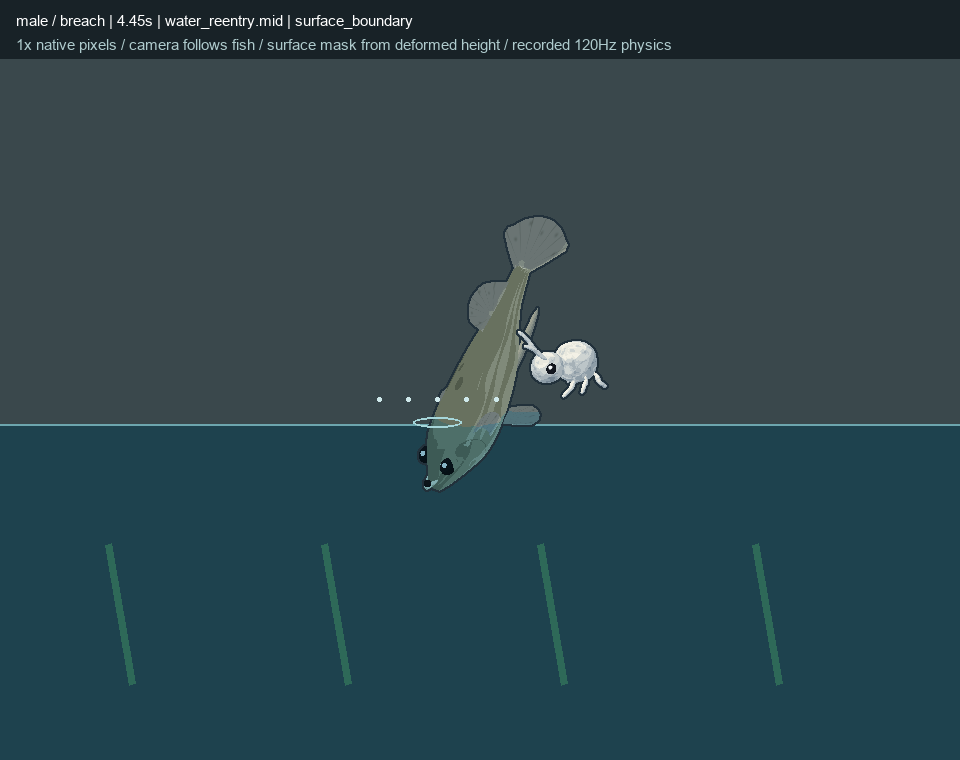 male / breach | 4.45s | water_reentry.mid | surface_boundary
1x native pixels / camera follows fish / surface mask from deformed height / recorded 120Hz physics